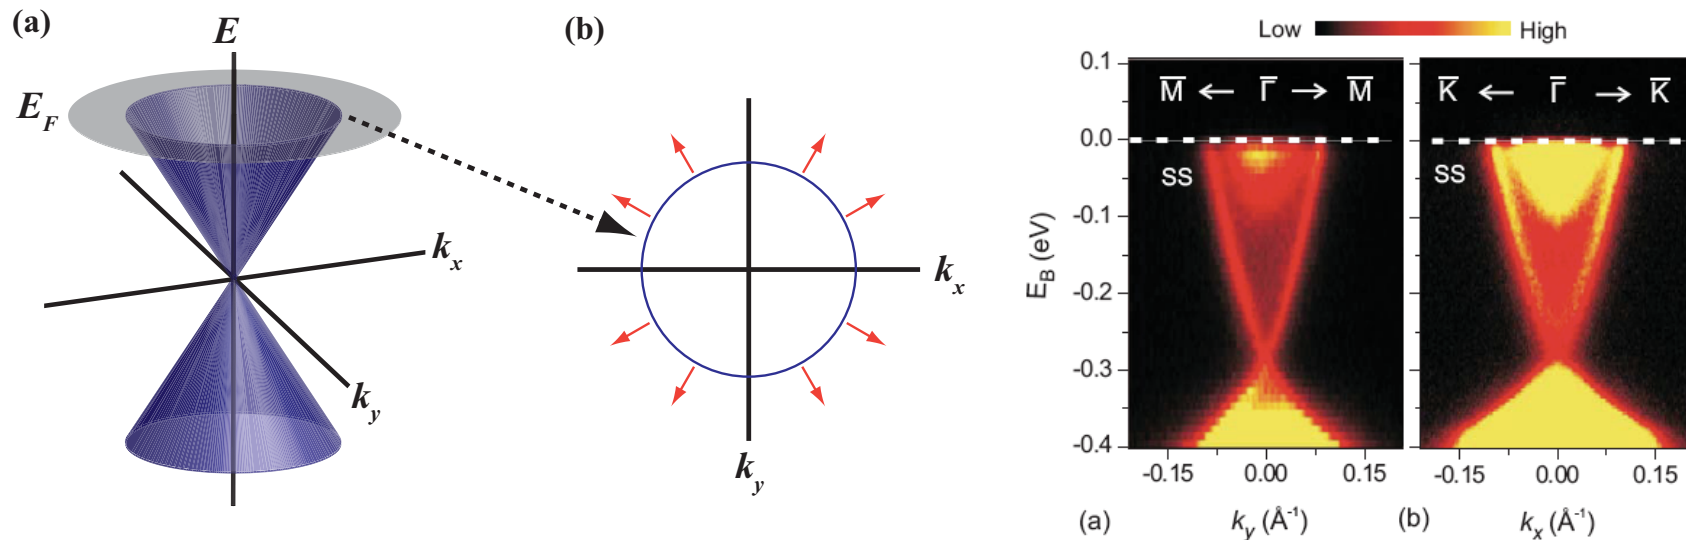 (a)
E
E_F
k_x
k_y
(b)
k_x
k_y
Low High
0.1
0.0
-0.1
-0.2
-0.3
-0.4
E_B (eV)
M̅ ← Γ̅ → M̅
SS
-0.15 0.00 0.15
(a) k_y (Å⁻¹)
K̅ ← Γ̅ → K̅
SS
-0.15 0.00 0.15
(b) k_x (Å⁻¹)